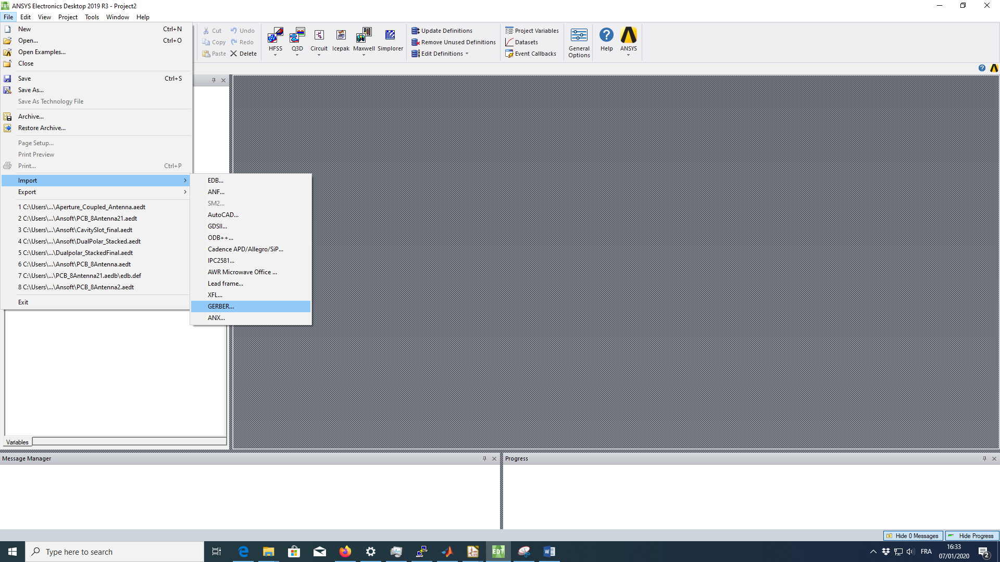 EDT ANSYS Electronics Desktop 2019 R3 - Project2
File Edit View Project Tools Window Help
New Ctrl+N
Open... Ctrl+O
Open Examples...
Close
Save Ctrl+S
Save As...
Save As Technology File
Archive...
Restore Archive...
Page Setup...
Print Preview
Print... Ctrl+P
Import
Export
1 C:\Users\...\Aperture_Coupled_Antenna.aedt
2 C:\Users\...\Ansoft\PCB_8Antenna21.aedt
3 C:\Users\...\Ansoft\CavitySlot_final.aedt
4 C:\Users\...\Ansoft\DualPolar_Stacked.aedt
5 C:\Users\...\Dualpolar_StackedFinal.aedt
6 C:\Users\...\Ansoft\PCB_8Antenna.aedt
7 C:\Users\...\PCB_8Antenna21.aedb\edb.def
8 C:\Users\...\Ansoft\PCB_8Antenna2.aedt
Exit
EDB...
ANF...
SM2...
AutoCAD...
GDSII...
ODB++...
Cadence APD/Allegro/SiP...
IPC2581...
AWR Microwave Office ...
Lead frame...
XFL...
GERBER...
ANX...
Cut Undo
Copy Redo
Paste Delete
HFSS Q3D Circuit Icepak Maxwell Simplorer
Update Definitions
Remove Unused Definitions
Edit Definitions
Project Variables
Datasets
Event Callbacks
General
Options
Help
ANSYS
Variables
Message Manager
Progress
Hide 0 Messages
Hide Progress
Type here to search
EDT
FRA
16:33
07/01/2020
2